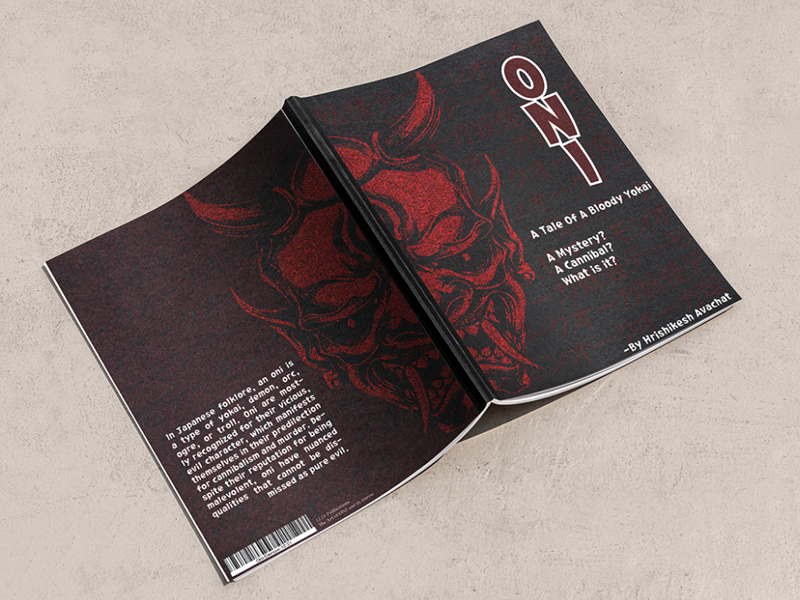 ONI
A Tale Of A Bloody Yokai
A Mystery?
A Cannibal?
What is it?
-By Hrishikesh Avachat
In Japanese folklore, an oni is
a type of yokai, demon, orc,
ogre, or troll. Oni are most-
ly recognized for their vicious,
evil character, which manifests
themselves in their predilection
for cannibalism and murder. De-
spite their reputation for being
malevolent, oni have nuanced
qualities that cannot be dis-
missed as pure evil.